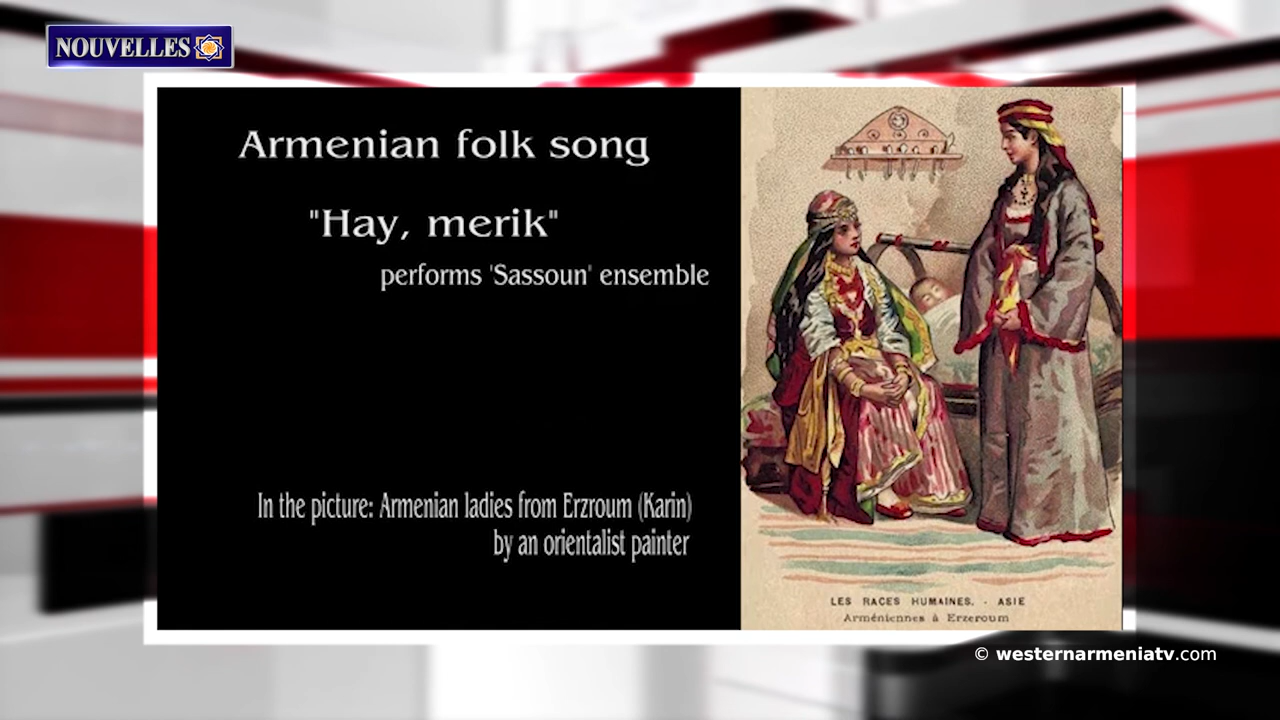 NOUVELLES
Armenian folk song
"Hay, merik"
performs 'Sassoun' ensemble
In the picture: Armenian ladies from Erzroum (Karin)
by an orientalist painter
LES RACES HUMAINES. - ASIE
Arméniennes à Erzeroum
© westernarmeniatv.com